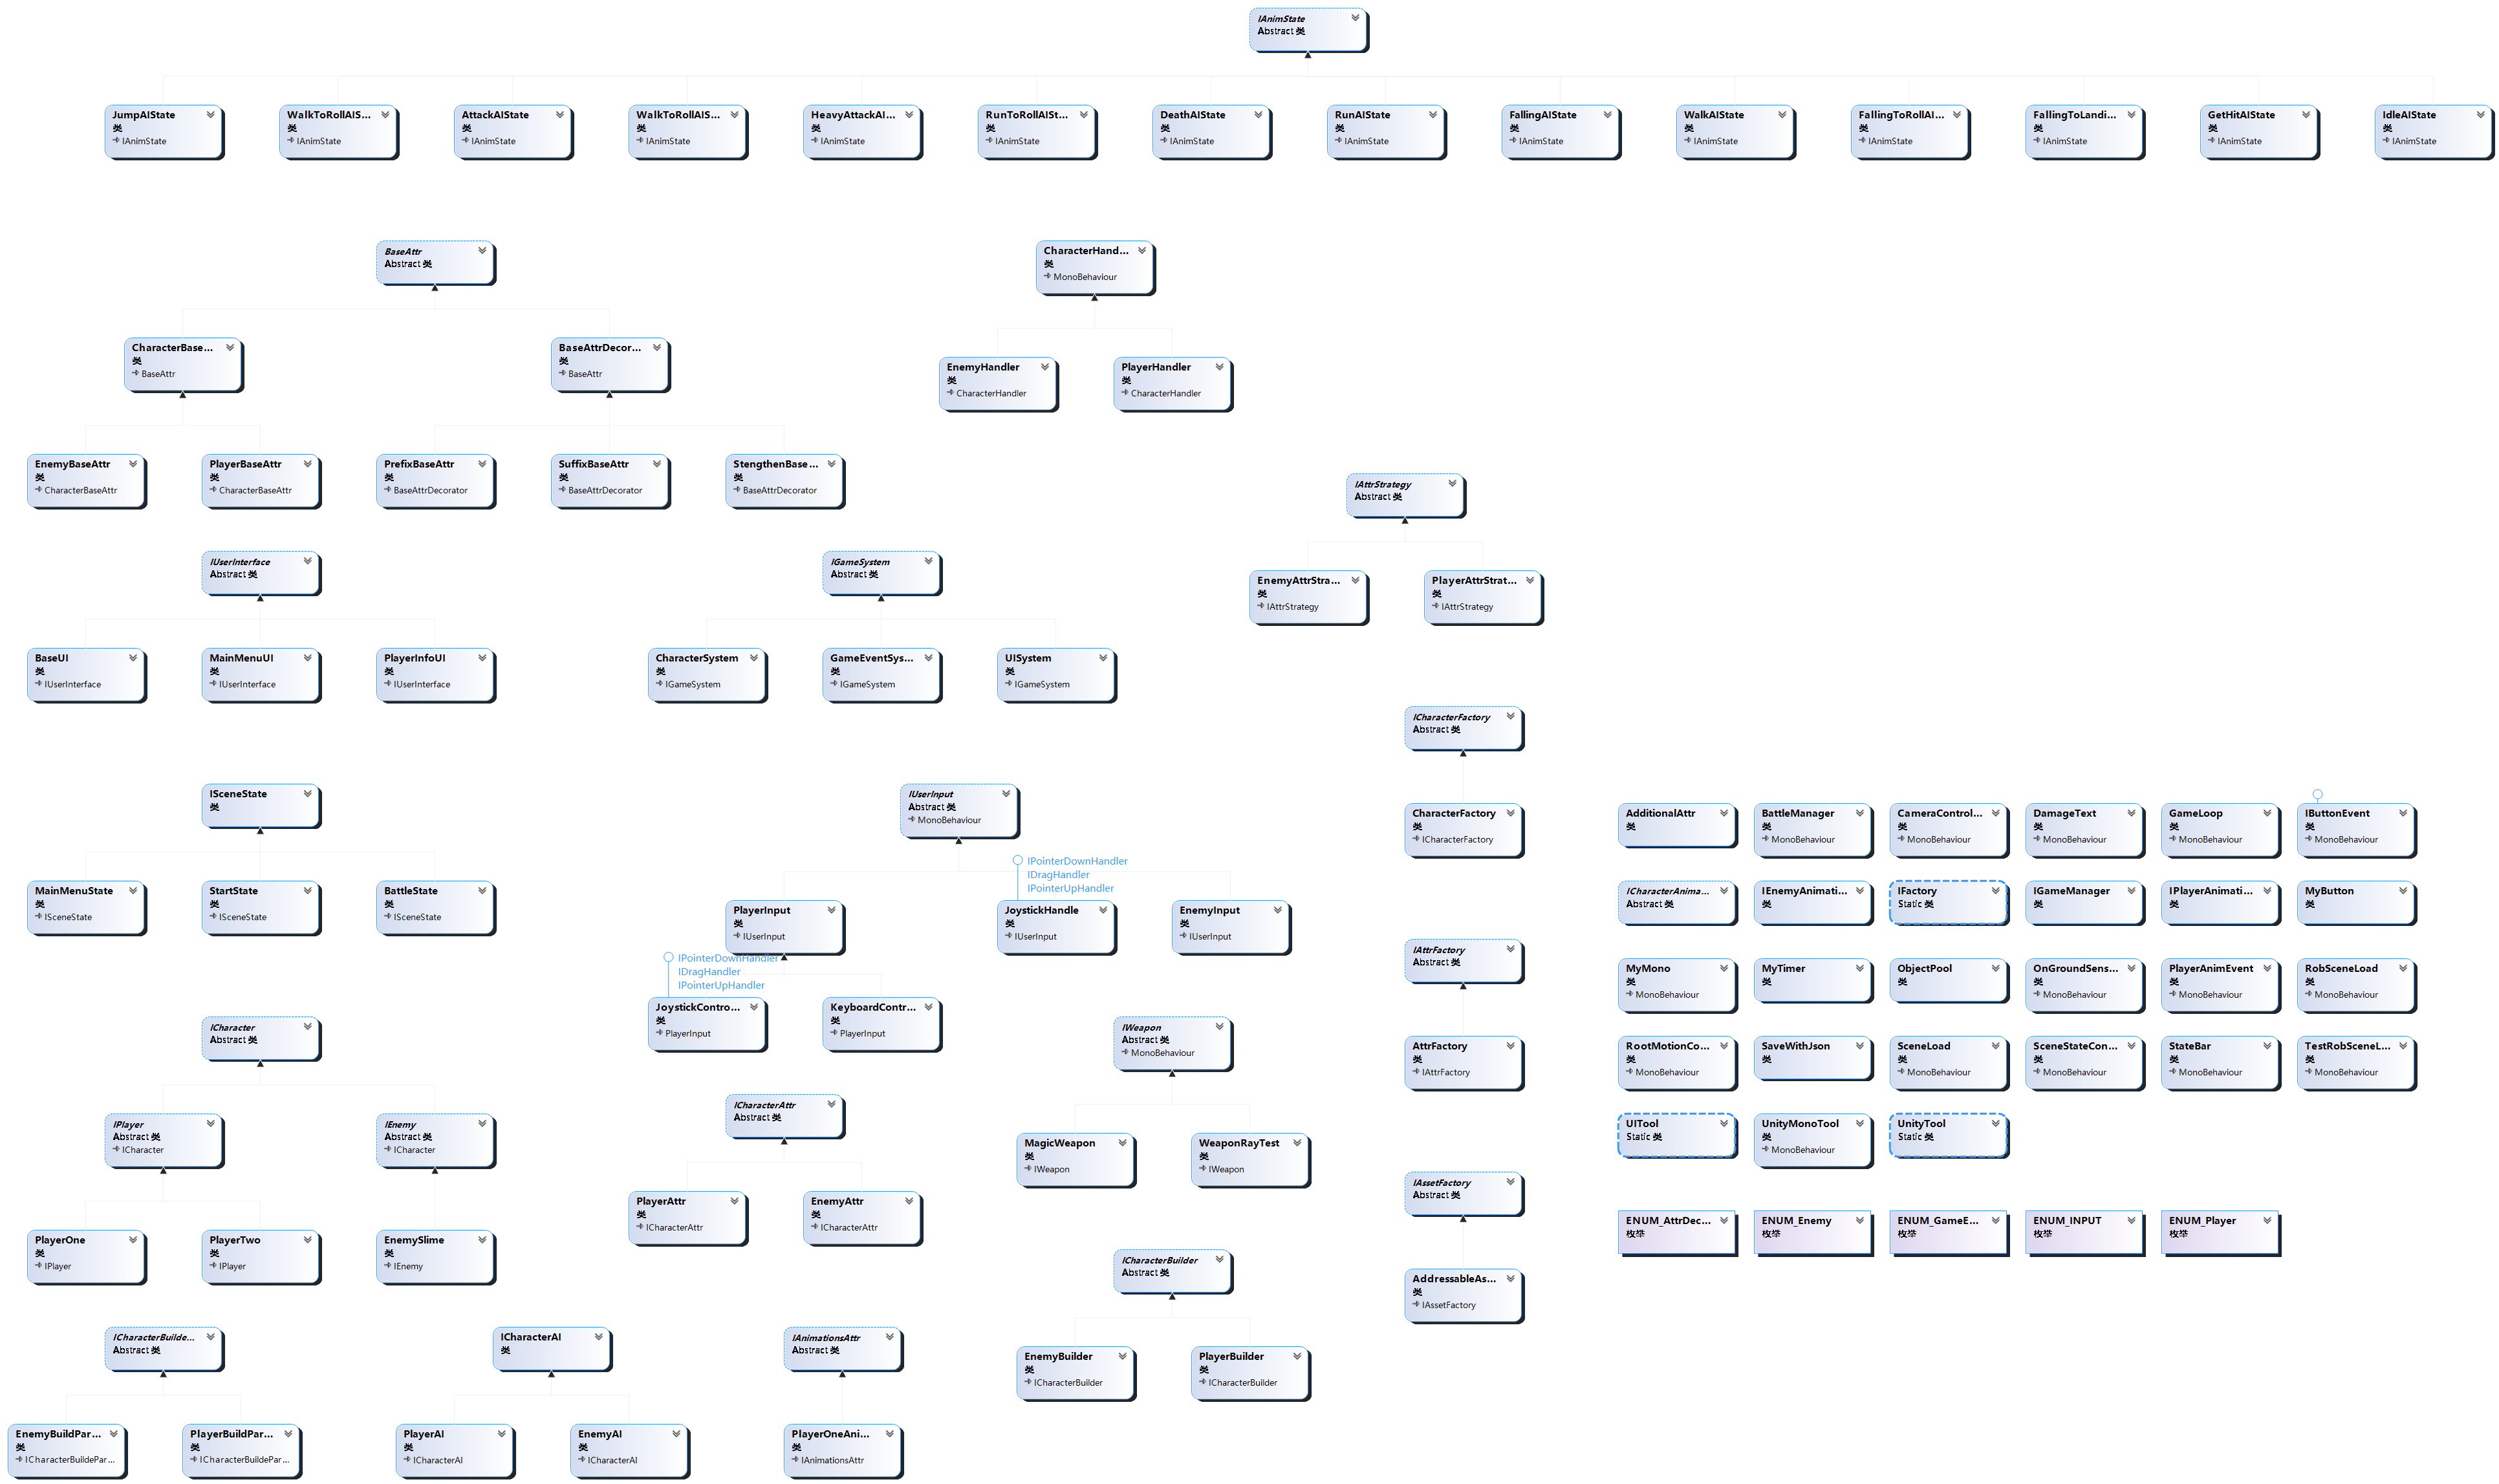 IAnimState
Abstract 类
JumpAIState
类
IAnimState
WalkToRollAIS...
类
IAnimState
AttackAIState
类
IAnimState
WalkToRollAIS...
类
IAnimState
HeavyAttackAI...
类
IAnimState
RunToRollAISt...
类
IAnimState
DeathAIState
类
IAnimState
RunAIState
类
IAnimState
FallingAIState
类
IAnimState
WalkAIState
类
IAnimState
FallingToRollAI...
类
IAnimState
FallingToLandi...
类
IAnimState
GetHitAIState
类
IAnimState
IdleAIState
类
IAnimState
BaseAttr
Abstract 类
CharacterHand...
类
MonoBehaviour
CharacterBase...
类
BaseAttr
BaseAttrDecor...
类
BaseAttr
EnemyHandler
类
CharacterHandler
PlayerHandler
类
CharacterHandler
EnemyBaseAttr
类
CharacterBaseAttr
PlayerBaseAttr
类
CharacterBaseAttr
PrefixBaseAttr
类
BaseAttrDecorator
SuffixBaseAttr
类
BaseAttrDecorator
StengthenBase...
类
BaseAttrDecorator
IAttrStrategy
Abstract 类
IUserInterface
Abstract 类
IGameSystem
Abstract 类
EnemyAttrStra...
类
IAttrStrategy
PlayerAttrStrat...
类
IAttrStrategy
BaseUI
类
IUserInterface
MainMenuUI
类
IUserInterface
PlayerInfoUI
类
IUserInterface
CharacterSystem
类
IGameSystem
GameEventSys...
类
IGameSystem
UISystem
类
IGameSystem
ICharacterFactory
Abstract 类
ISceneState
类
IUserInput
Abstract 类
MonoBehaviour
CharacterFactory
类
ICharacterFactory
AdditionalAttr
类
BattleManager
类
MonoBehaviour
CameraControl...
类
MonoBehaviour
DamageText
类
MonoBehaviour
GameLoop
类
MonoBehaviour
IButtonEvent
类
MonoBehaviour
IPointerDownHandler
IDragHandler
IPointerUpHandler
MainMenuState
类
ISceneState
StartState
类
ISceneState
BattleState
类
ISceneState
PlayerInput
类
IUserInput
JoystickHandle
类
IUserInput
EnemyInput
类
IUserInput
ICharacterAnima...
Abstract 类
IEnemyAnimati...
类
IFactory
Static 类
IGameManager
类
IPlayerAnimati...
类
MyButton
类
IPointerDownHandler
IDragHandler
IPointerUpHandler
IAttrFactory
Abstract 类
MyMono
类
MonoBehaviour
MyTimer
类
ObjectPool
类
OnGroundSens...
类
MonoBehaviour
PlayerAnimEvent
类
MonoBehaviour
RobSceneLoad
类
MonoBehaviour
JoystickContro...
类
PlayerInput
KeyboardContr...
类
PlayerInput
ICharacter
Abstract 类
IWeapon
Abstract 类
MonoBehaviour
AttrFactory
类
IAttrFactory
RootMotionCo...
类
MonoBehaviour
SaveWithJson
类
SceneLoad
类
MonoBehaviour
SceneStateCon...
类
MonoBehaviour
StateBar
类
MonoBehaviour
TestRobSceneL...
类
MonoBehaviour
IPlayer
Abstract 类
ICharacter
IEnemy
Abstract 类
ICharacter
ICharacterAttr
Abstract 类
MagicWeapon
类
IWeapon
WeaponRayTest
类
IWeapon
UITool
Static 类
UnityMonoTool
类
MonoBehaviour
UnityTool
Static 类
IAssetFactory
Abstract 类
PlayerAttr
类
ICharacterAttr
EnemyAttr
类
ICharacterAttr
ENUM_AttrDec...
枚举
ENUM_Enemy
枚举
ENUM_GameE...
枚举
ENUM_INPUT
枚举
ENUM_Player
枚举
PlayerOne
类
IPlayer
PlayerTwo
类
IPlayer
EnemySlime
类
IEnemy
ICharacterBuilder
Abstract 类
AddressableAs...
类
IAssetFactory
ICharacterBuilde...
Abstract 类
ICharacterAI
类
IAnimationsAttr
Abstract 类
EnemyBuilder
类
ICharacterBuilder
PlayerBuilder
类
ICharacterBuilder
EnemyBuildPar...
类
ICharacterBuildePar...
PlayerBuildPar...
类
ICharacterBuildePar...
PlayerAI
类
ICharacterAI
EnemyAI
类
ICharacterAI
PlayerOneAni...
类
IAnimationsAttr